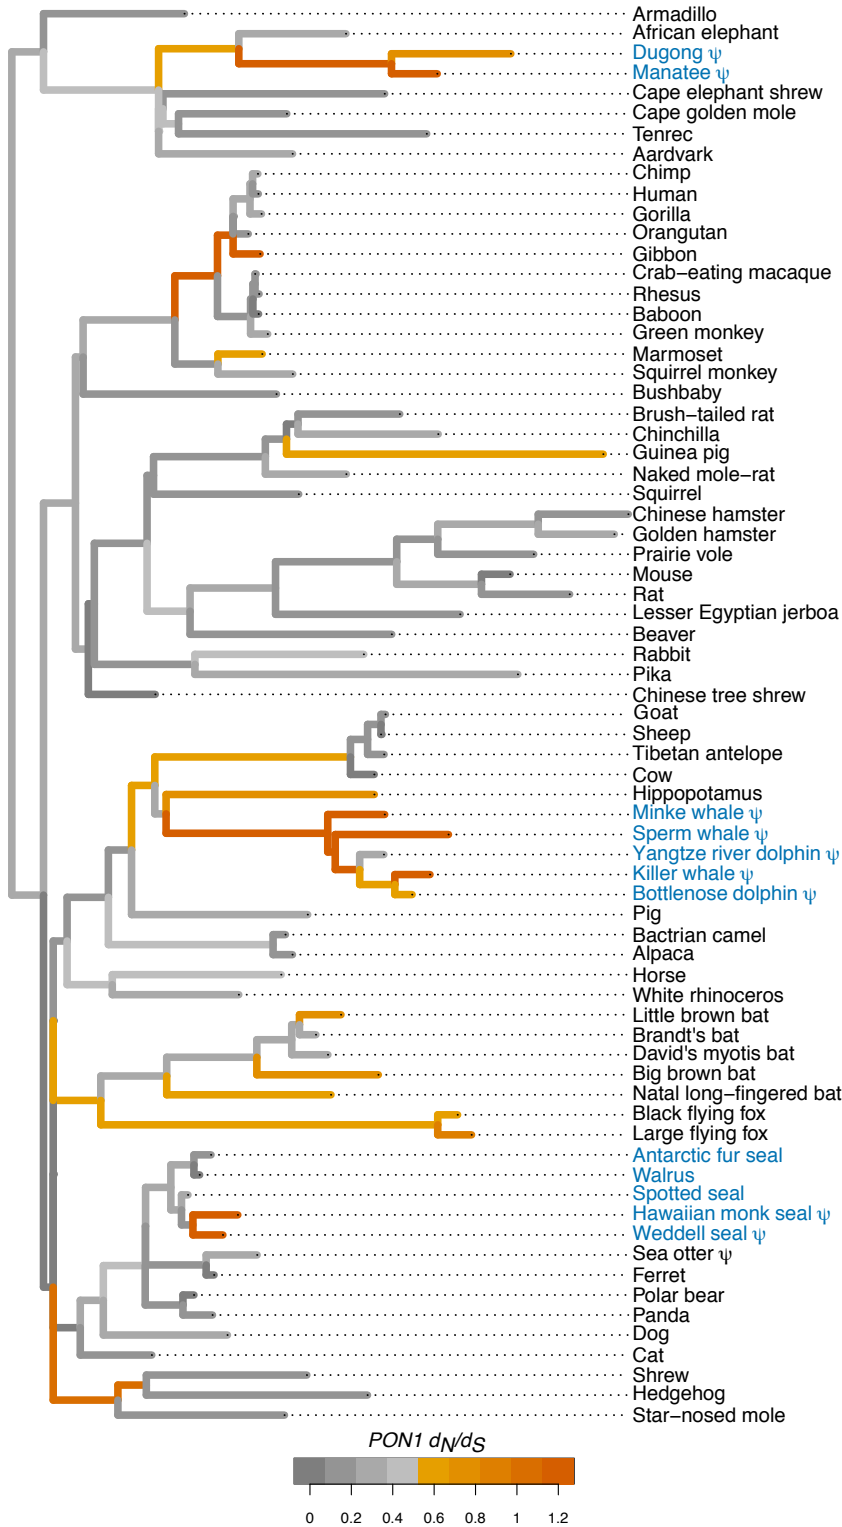 Armadillo
African elephant
Dugong ψ
Manatee ψ
Cape elephant shrew
Cape golden mole
Tenrec
Aardvark
Chimp
Human
Gorilla
Orangutan
Gibbon
Crab−eating macaque
Rhesus
Baboon
Green monkey
Marmoset
Squirrel monkey
Bushbaby
Brush−tailed rat
Chinchilla
Guinea pig
Naked mole−rat
Squirrel
Chinese hamster
Golden hamster
Prairie vole
Mouse
Rat
Lesser Egyptian jerboa
Beaver
Rabbit
Pika
Chinese tree shrew
Goat
Sheep
Tibetan antelope
Cow
Hippopotamus
Minke whale ψ
Sperm whale ψ
Yangtze river dolphin ψ
Killer whale ψ
Bottlenose dolphin ψ
Pig
Bactrian camel
Alpaca
Horse
White rhinoceros
Little brown bat
Brandt's bat
David's myotis bat
Big brown bat
Natal long−fingered bat
Black flying fox
Large flying fox
Antarctic fur seal
Walrus
Spotted seal
Hawaiian monk seal ψ
Weddell seal ψ
Sea otter ψ
Ferret
Polar bear
Panda
Dog
Cat
Shrew
Hedgehog
Star−nosed mole
PON1 dN/dS
0 0.2 0.4 0.6 0.8 1 1.2